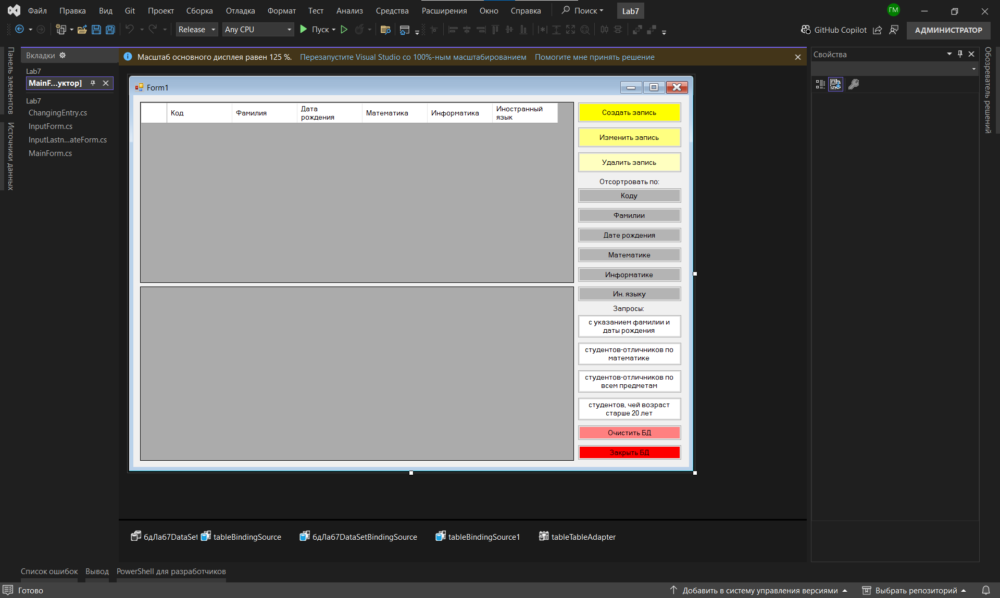 Файл Правка Вид Git Проект Сборка Отладка Формат Тест Анализ Средства Расширения Окно Справка Поиск Lab7 ГМ
Release Any CPU Пуск GitHub Copilot АДМИНИСТРАТОР
Панель элементов
Источники данных
Вкладки
Lab7
MainF...уктор]
Lab7
ChangingEntry.cs
InputForm.cs
InputLastn...ateForm.cs
MainForm.cs
Масштаб основного дисплея равен 125 %. Перезапустите Visual Studio со 100%-ным масштабированием Помогите мне принять решение
Form1
Код Фамилия Дата рождения Математика Информатика Иностранный язык
Создать запись
Изменить запись
Удалить запись
Отсортровать по:
Коду
Фамилии
Дате рождения
Математике
Информатике
Ин. языку
Запросы:
с указанием фамилии и
даты рождения
студентов-отличников по
математике
студентов-отличников по
всем предметам
студентов, чей возраст
старше 20 лет
Очистить БД
Закрыть БД
бдЛаб7DataSet tableBindingSource бдЛаб7DataSetBindingSource tableBindingSource1 tableTableAdapter
Свойства
Обозреватель решений
Список ошибок Вывод PowerShell для разработчиков
Готово Добавить в систему управления версиями Выбрать репозиторий